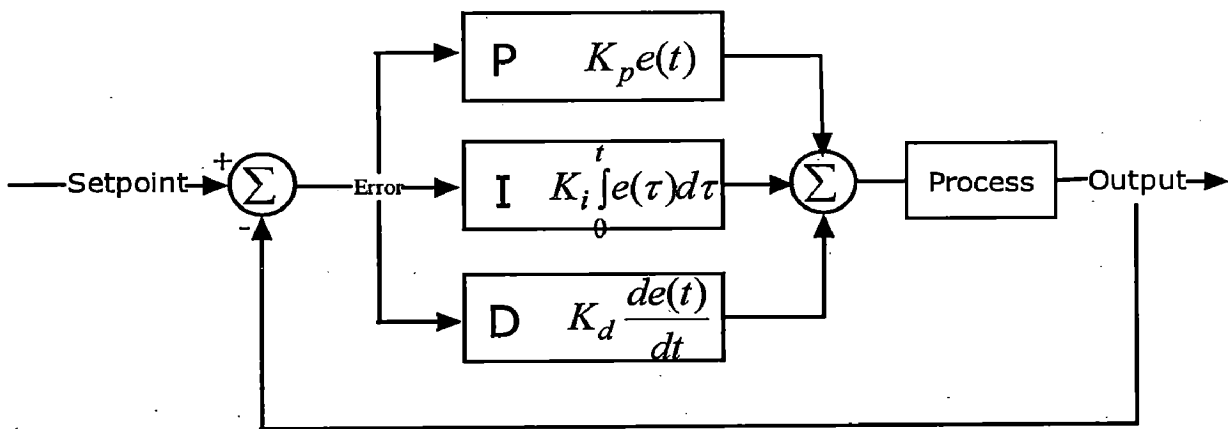 P K_p e(t)
+
Setpoint Σ Error I K_i ∫_0^t e(τ)dτ Σ Process Output
-
D K_d de(t)/dt